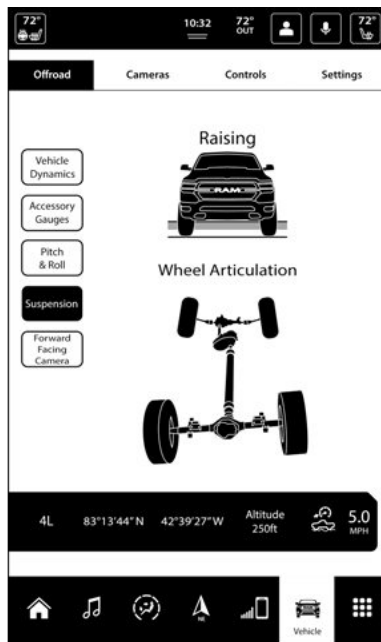 72°
10:32
72°
OUT
72°
Offroad
Cameras
Controls
Settings
Raising
RAM
Vehicle
Dynamics
Accessory
Gauges
Pitch
& Roll
Suspension
Forward
Facing
Camera
Wheel Articulation
4L
83°13'44"N
42°39'27"W
Altitude
250ft
5.0
MPH
NE
Vehicle